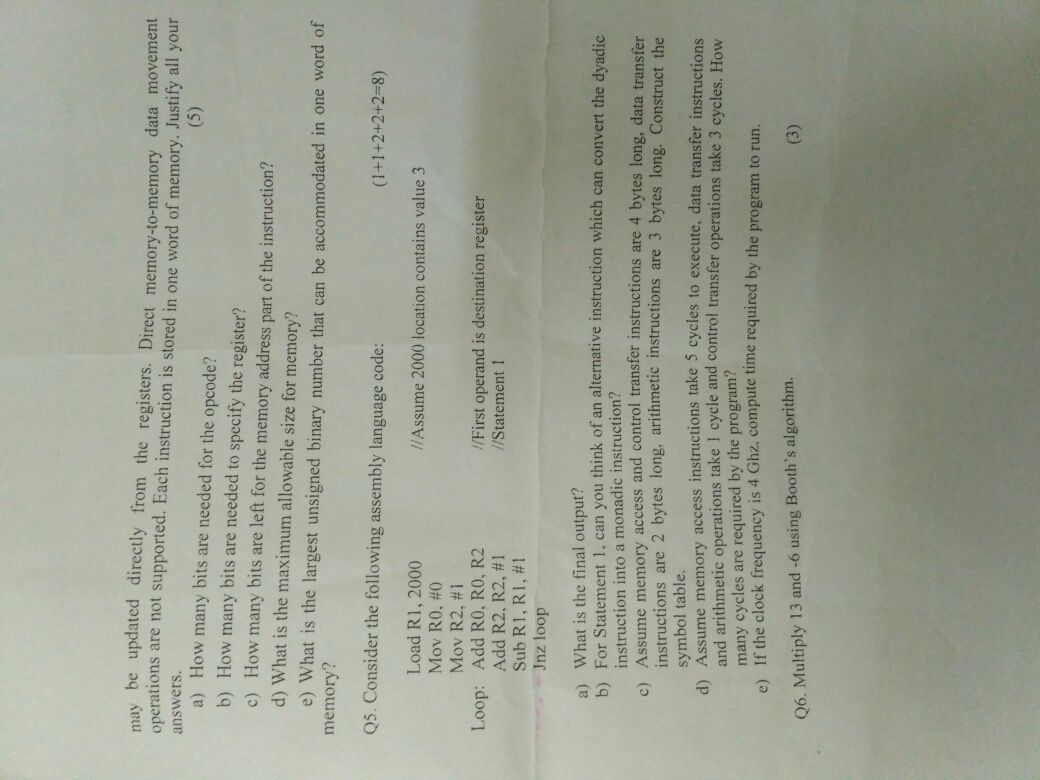 may be updated directly from the registers. Direct memory-to-memory data movement
operations are not supported. Each instruction is stored in one word of memory. Justify all your
answers. (5)
a) How many bits are needed for the opcode?
b) How many bits are needed to specify the register?
c) How many bits are left for the memory address part of the instruction?
d) What is the maximum allowable size for memory?
e) What is the largest unsigned binary number that can be accommodated in one word of
memory?
Q5. Consider the following assembly language code: (1+1+2+2+2=8)
Load R1, 2000 //Assume 2000 location contains value 3
Mov R0, #0
Mov R2, #1
Loop: Add R0, R0, R2 //First operand is destination register
Add R2, R2, #1 //Statement 1
Sub R1, R1, #1
Jnz loop
a) What is the final output?
b) For Statement 1, can you think of an alternative instruction which can convert the dyadic
instruction into a monadic instruction?
c) Assume memory access and control transfer instructions are 4 bytes long, data transfer
instructions are 2 bytes long, arithmetic instructions are 3 bytes long. Construct the
symbol table.
d) Assume memory access instructions take 5 cycles to execute, data transfer instructions
and arithmetic operations take 1 cycle and control transfer operations take 3 cycles. How
many cycles are required by the program?
e) If the clock frequency is 4 Ghz, compute time required by the program to run.
Q6. Multiply 13 and -6 using Booth's algorithm. (3)